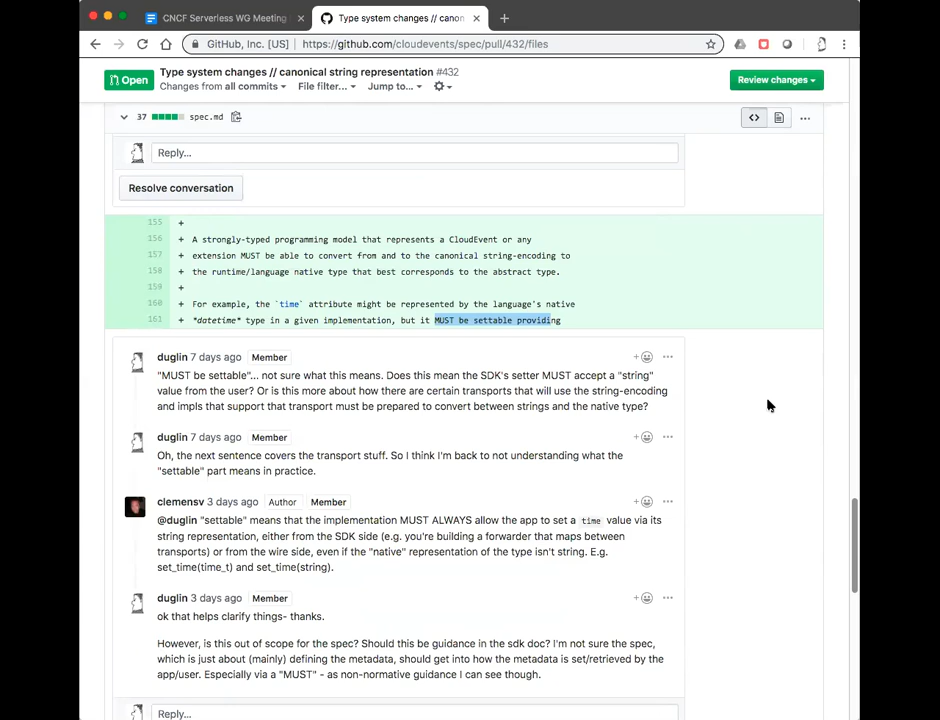 CNCF Serverless WG Meeting
Type system changes // canon
GitHub, Inc. [US] https://github.com/cloudevents/spec/pull/432/files
Open
Type system changes // canonical string representation #432
Changes from all commits File filter... Jump to...
Review changes
37 spec.md
Reply...
Resolve conversation
155 +
156 + A strongly-typed programming model that represents a CloudEvent or any
157 + extension MUST be able to convert from and to the canonical string-encoding to
158 + the runtime/language native type that best corresponds to the abstract type.
159 +
160 + For example, the `time` attribute might be represented by the language's native
161 + *datetime* type in a given implementation, but it MUST be settable providing
duglin 7 days ago Member
"MUST be settable"... not sure what this means. Does this mean the SDK's setter MUST accept a "string"
value from the user? Or is this more about how there are certain transports that will use the string-encoding
and impls that support that transport must be prepared to convert between strings and the native type?
duglin 7 days ago Member
Oh, the next sentence covers the transport stuff. So I think I'm back to not understanding what the
"settable" part means in practice.
clemensv 3 days ago Author Member
@duglin "settable" means that the implementation MUST ALWAYS allow the app to set a time value via its
string representation, either from the SDK side (e.g. you're building a forwarder that maps between
transports) or from the wire side, even if the "native" representation of the type isn't string. E.g.
set_time(time_t) and set_time(string).
duglin 3 days ago Member
ok that helps clarify things- thanks.
However, is this out of scope for the spec? Should this be guidance in the sdk doc? I'm not sure the spec,
which is just about (mainly) defining the metadata, should get into how the metadata is set/retrieved by the
app/user. Especially via a "MUST" - as non-normative guidance I can see though.
Reply...